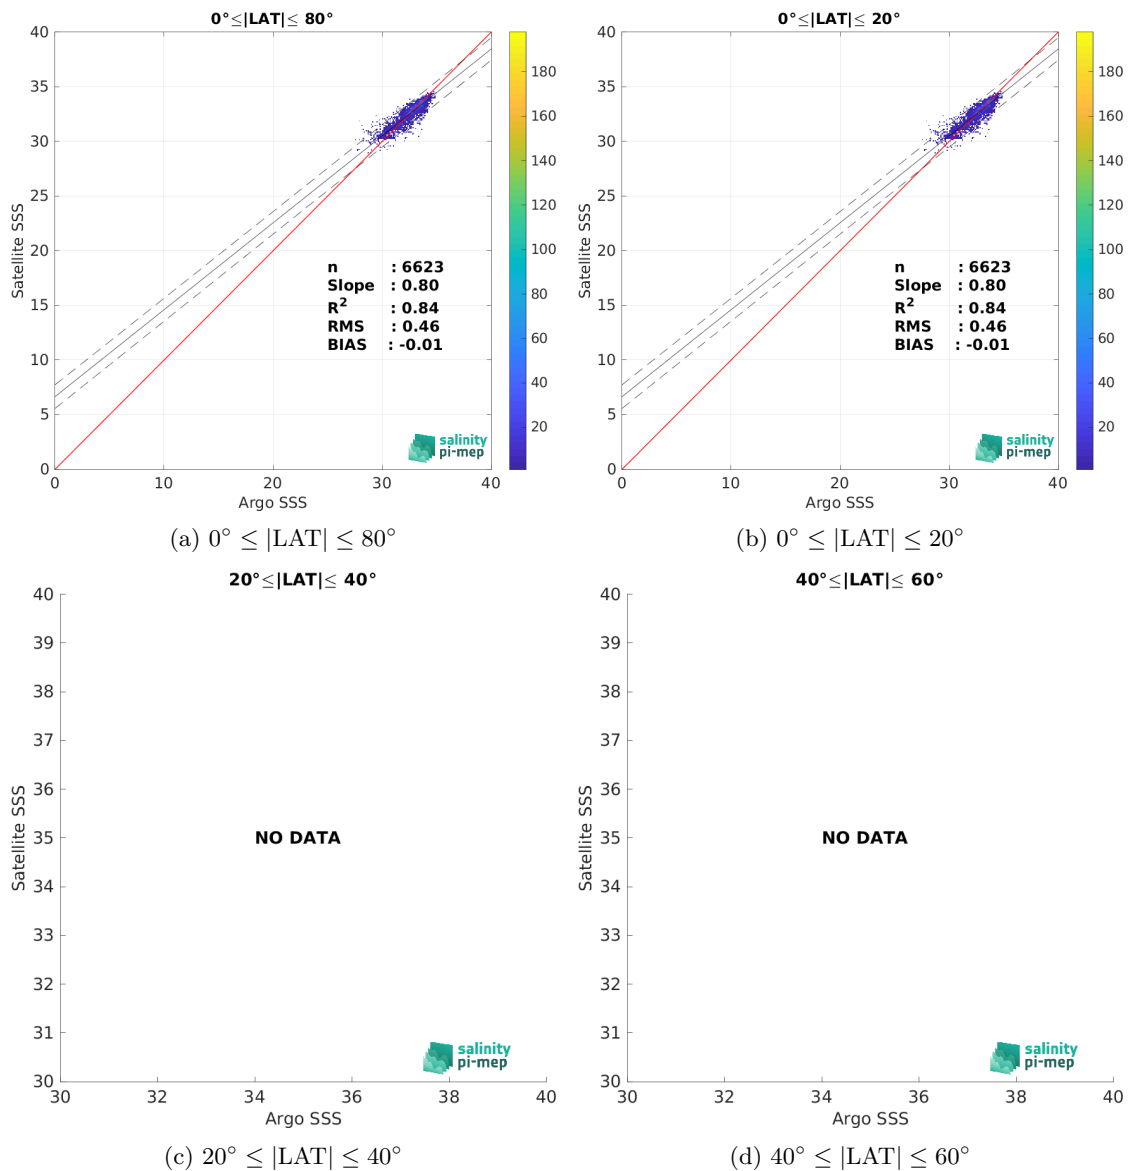 0°≤|LAT|≤ 80°
40
35
30
25
20
15
10
5
0
Satellite SSS
n : 6623
Slope : 0.80
R² : 0.84
RMS : 0.46
BIAS : -0.01
salinity
pi-mep
0 10 20 30 40
Argo SSS
180
160
140
120
100
80
60
40
20
(a) 0° ≤ |LAT| ≤ 80°
0°≤|LAT|≤ 20°
40
35
30
25
20
15
10
5
0
Satellite SSS
n : 6623
Slope : 0.80
R² : 0.84
RMS : 0.46
BIAS : -0.01
salinity
pi-mep
0 10 20 30 40
Argo SSS
180
160
140
120
100
80
60
40
20
(b) 0° ≤ |LAT| ≤ 20°
20°≤|LAT|≤ 40°
40
39
38
37
36
35
34
33
32
31
30
Satellite SSS
NO DATA
salinity
pi-mep
30 32 34 36 38 40
Argo SSS
(c) 20° ≤ |LAT| ≤ 40°
40°≤|LAT|≤ 60°
40
39
38
37
36
35
34
33
32
31
30
Satellite SSS
NO DATA
salinity
pi-mep
30 32 34 36 38 40
Argo SSS
(d) 40° ≤ |LAT| ≤ 60°